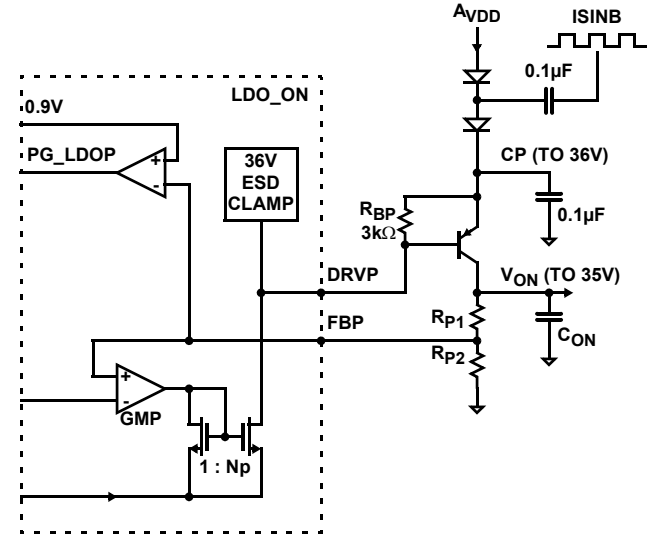 AVDD
ISINB
0.1µF
0.9V
LDO_ON
PG_LDOP
+
-
36V
ESD
CLAMP
CP (TO 36V)
RBP
3kΩ
0.1µF
DRVP
VON (TO 35V)
FBP
RP1
CON
RP2
+
-
GMP
1 : Np